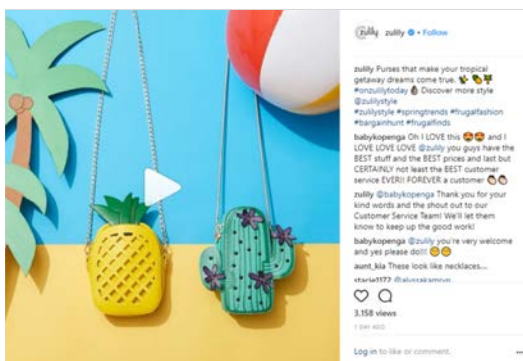 zulily zulily • Follow
zulily Purses that make your tropical
getaway dreams come true.
#onzulilytoday Discover more style
@zulilystyle
#zulilystyle #springtrends #frugalfashion
#bargainhunt #frugalfinds
babykopenga Oh I LOVE this and I
LOVE LOVE LOVE @zulily you guys have the
BEST stuff and the BEST prices and last but
CERTAINLY not least the BEST customer
service EVER!! FOREVER a customer
zulily @babykopenga Thank you for your
kind words and the shout out to our
Customer Service Team! We'll let them
know to keep up the good work!
babykopenga @zulily you're very welcome
and yes please do!!!
aunt_kia These look like necklaces....
3,158 views
1 DAY AGO
Log in to like or comment.